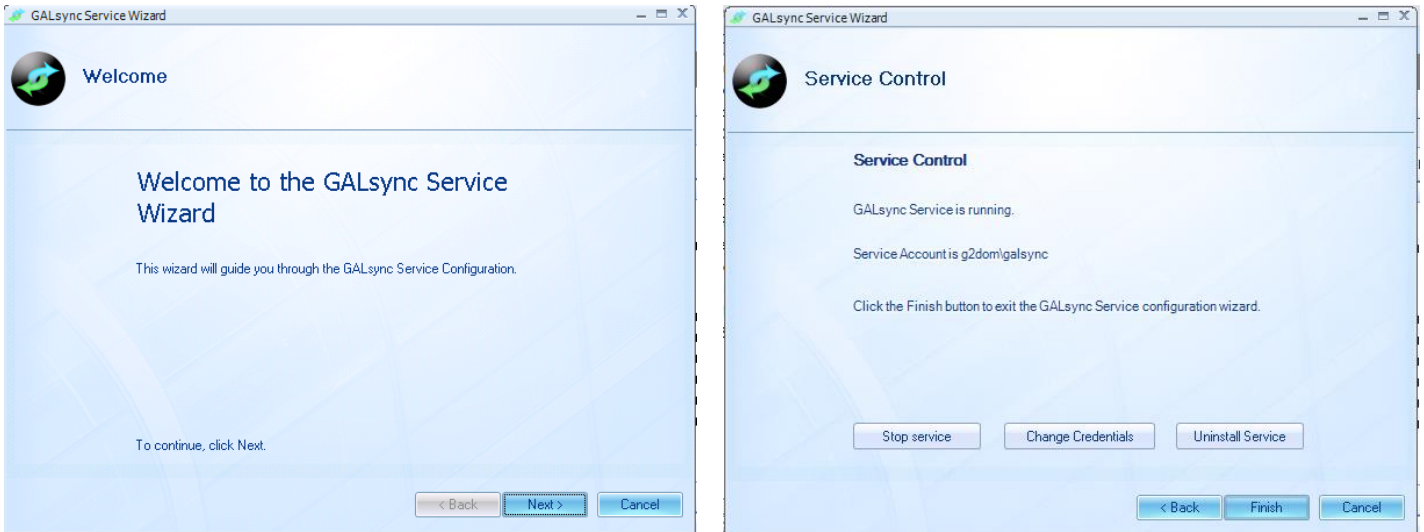 GALsync Service Wizard
Welcome
Welcome to the GALsync Service
Wizard
This wizard will guide you through the GALsync Service Configuration.
To continue, click Next.
< Back
Next >
Cancel
GALsync Service Wizard
Service Control
Service Control
GALsync Service is running.
Service Account is g2dom\galsync
Click the Finish button to exit the GALsync Service configuration wizard.
Stop service
Change Credentials
Uninstall Service
< Back
Finish
Cancel